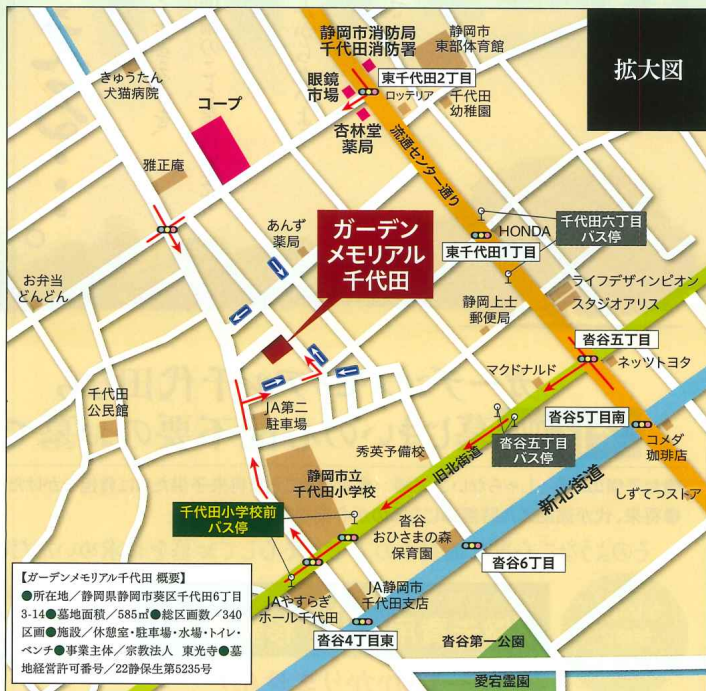 静岡市消防局
千代田消防署
静岡市
東部体育館
拡大図
きゅうたん
犬猫病院
コープ
眼鏡
市場
東千代田2丁目
ロッテリア
千代田
幼稚園
杏林堂
薬局
流通センター通り
雅正庵
あんず
薬局
ガーデン
メモリアル
千代田
HONDA
千代田六丁目
バス停
東千代田1丁目
お弁当
どんどん
静岡上土
郵便局
ライフデザインピオン
スタジオアリス
沓谷五丁目
ネッツトヨタ
マクドナルド
千代田
公民館
JA第二
駐車場
沓谷5丁目南
コメダ
珈琲店
沓谷五丁目
バス停
秀英予備校
旧北街道
新北街道
しずてつストア
静岡市立
千代田小学校
千代田小学校前
バス停
沓谷
おひさまの森
保育園
沓谷6丁目
JAやすらぎ
ホール千代田
JA静岡市
千代田支店
沓谷4丁目東
沓谷第一公園
愛宕霊園
【ガーデンメモリアル千代田 概要】
●所在地／静岡県静岡市葵区千代田6丁目
3-14●墓地面積／585㎡●総区画数／340
区画●施設／休憩室・駐車場・水場・トイレ・
ベンチ●事業主体／宗教法人 東光寺●墓
地経営許可番号／22静保生第5235号